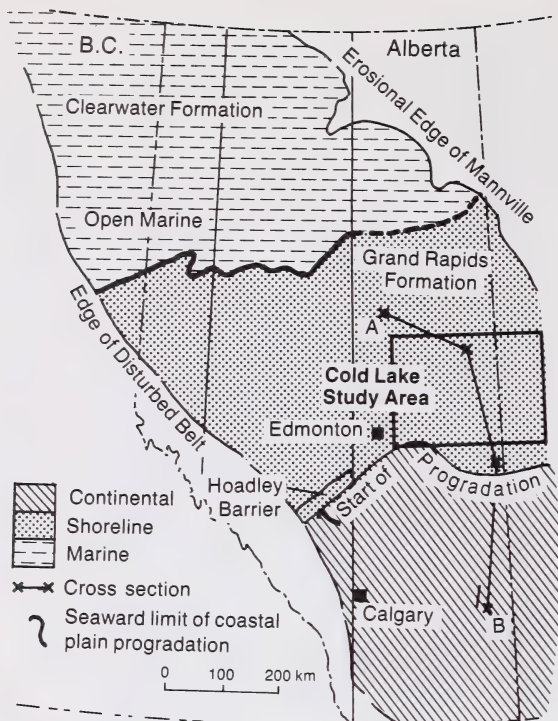 B.C.
Alberta
Clearwater Formation
Erosional Edge of Mannville
Open Marine
Grand Rapids
Formation
A
Edge of Disturbed Belt
Cold Lake
Study Area
Edmonton
Hoadley
Barrier
Start of
Progradation
Continental
Shoreline
Marine
Cross section
Seaward limit of coastal
plain progradation
Calgary
B
0 100 200 km